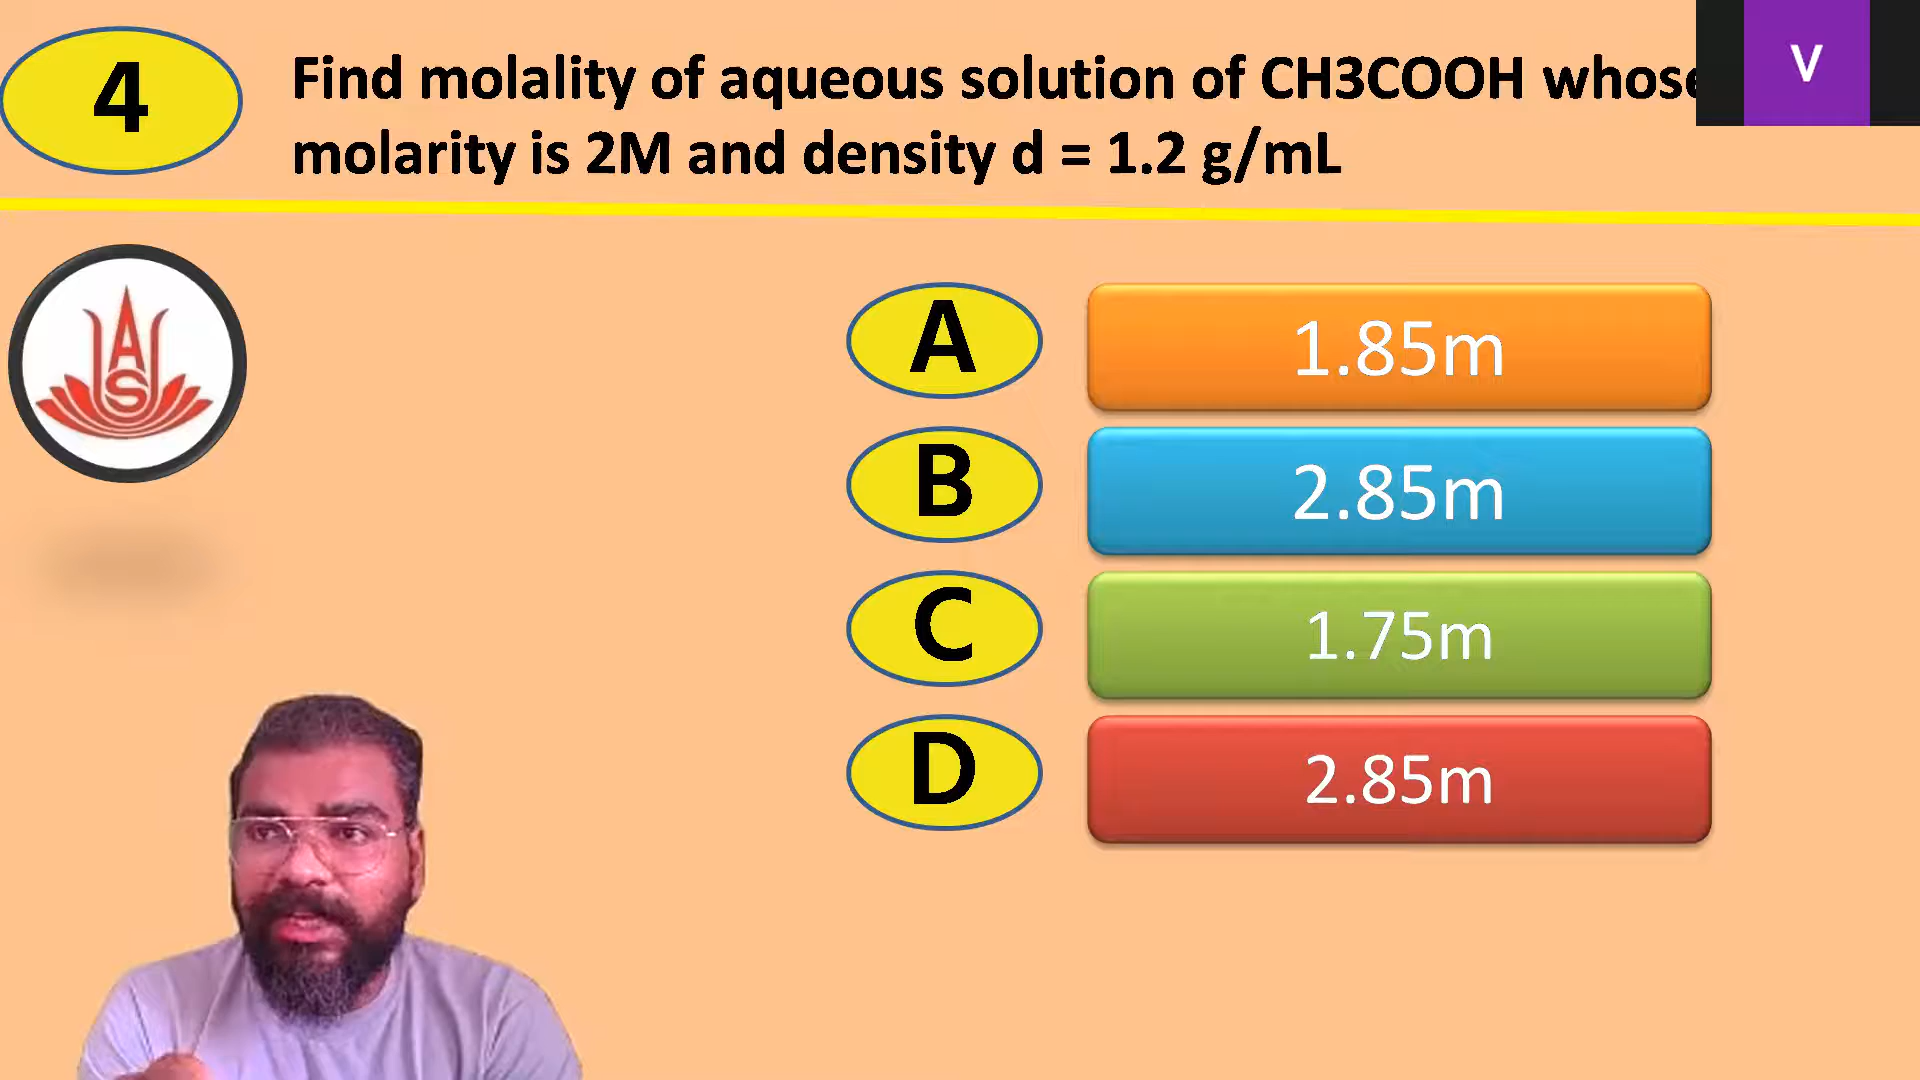 4
Find molality of aqueous solution of CH3COOH whose
molarity is 2M and density d = 1.2 g/mL
V
AS
A 1.85m
B 2.85m
C 1.75m
D 2.85m